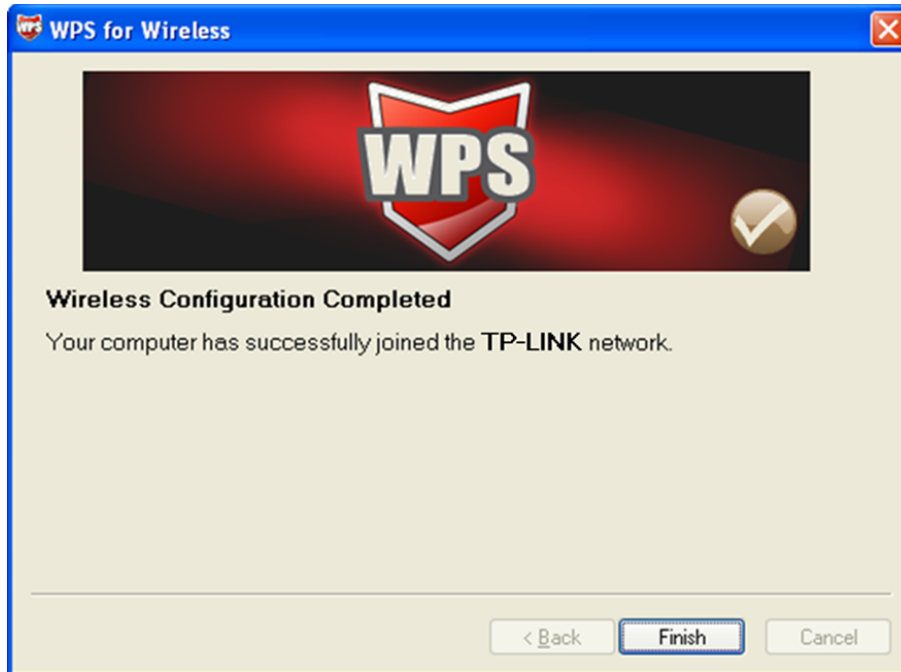 WPS WPS for Wireless
WPS
Wireless Configuration Completed
Your computer has successfully joined the TP-LINK network.
< Back Finish Cancel